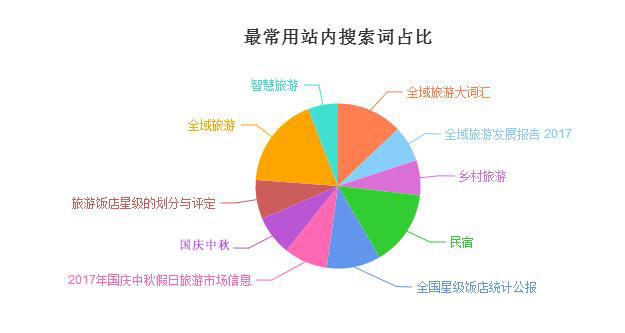 最常用站内搜索词占比
智慧旅游
全域旅游大词汇
全域旅游
全域旅游发展报告 2017
乡村旅游
旅游饭店星级的划分与评定
国庆中秋
民宿
2017年国庆中秋假日旅游市场信息
全国星级饭店统计公报